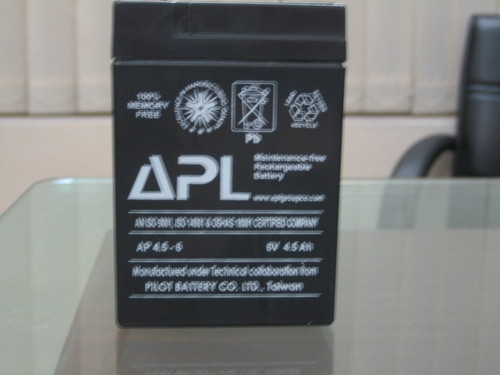 100%
MEMORY
FREE
LEAD
RECYCLE
Pb
APL
Maintenance-free
Rechargeable
Battery
www.aplgroupco.com
AN ISO 9001, ISO 14001 & OSHAS 18001 CERTIFIED COMPANY
AP 4.5 - 6 6V 4.5 Ah
Manufactured under Technical collaboration from
PILOT BATTERY CO. LTD., Taiwan